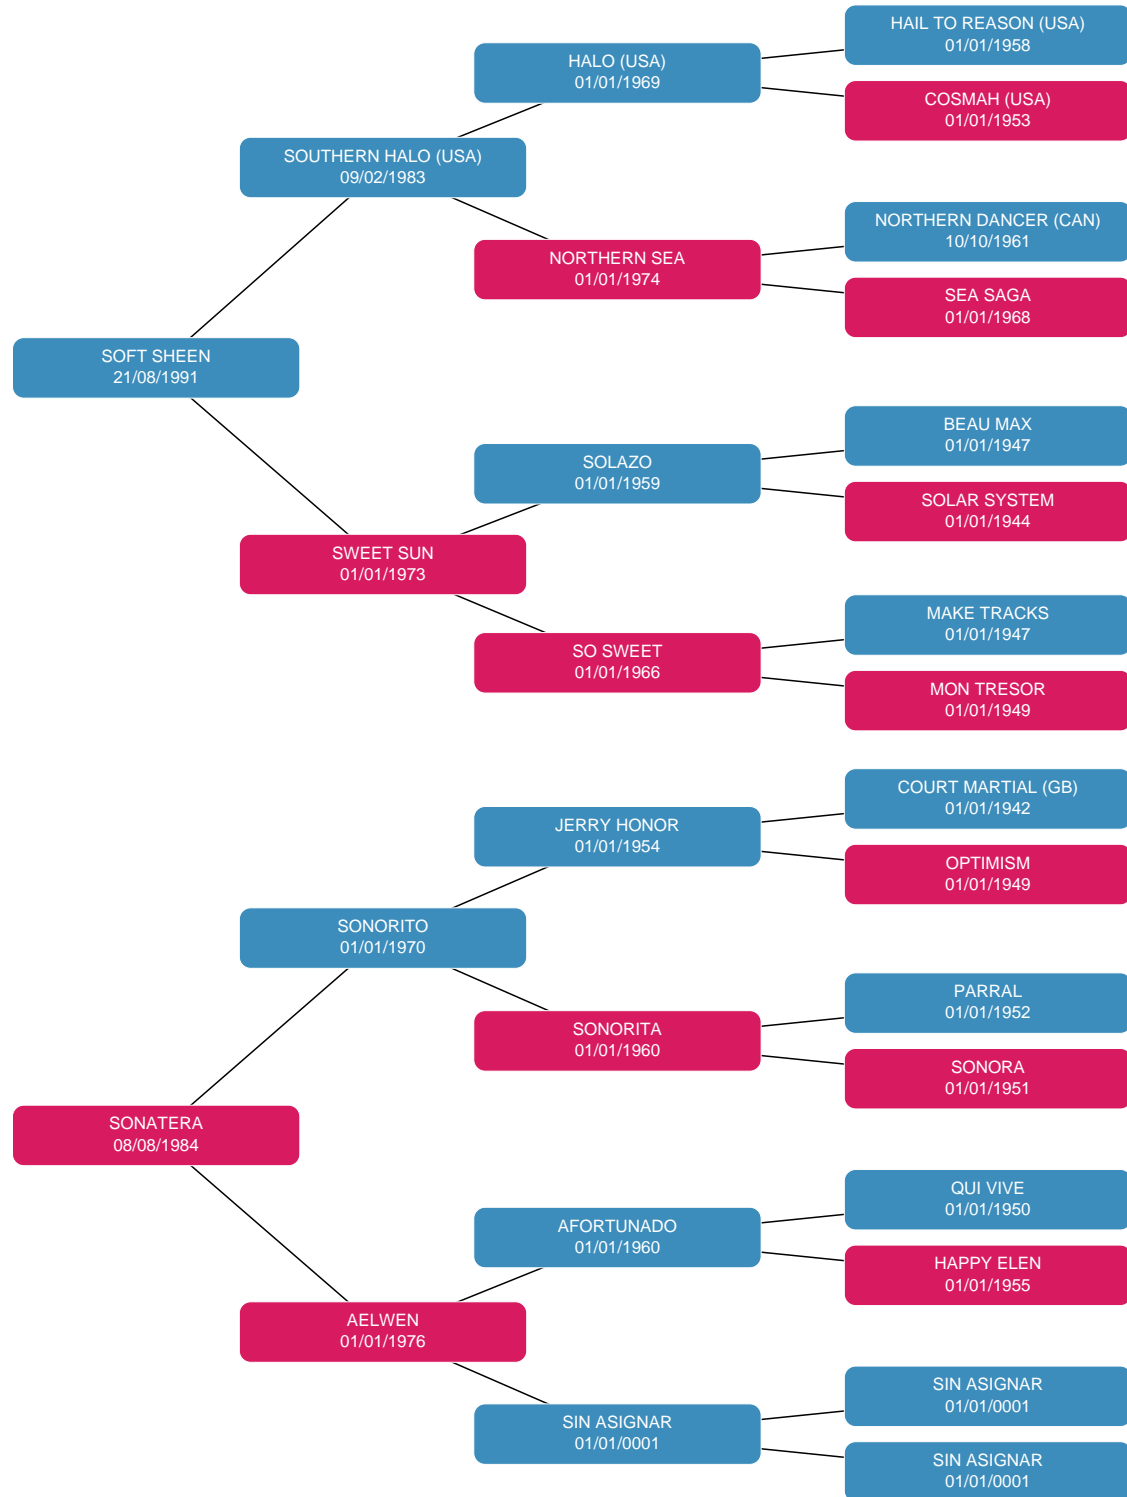 HAIL TO REASON (USA)
01/01/1958
HALO (USA)
01/01/1969
COSMAH (USA)
01/01/1953
SOUTHERN HALO (USA)
09/02/1983
NORTHERN DANCER (CAN)
10/10/1961
NORTHERN SEA
01/01/1974
SEA SAGA
01/01/1968
SOFT SHEEN
21/08/1991
BEAU MAX
01/01/1947
SOLAZO
01/01/1959
SOLAR SYSTEM
01/01/1944
SWEET SUN
01/01/1973
MAKE TRACKS
01/01/1947
SO SWEET
01/01/1966
MON TRESOR
01/01/1949
COURT MARTIAL (GB)
01/01/1942
JERRY HONOR
01/01/1954
OPTIMISM
01/01/1949
SONORITO
01/01/1970
PARRAL
01/01/1952
SONORITA
01/01/1960
SONORA
01/01/1951
SONATERA
08/08/1984
QUI VIVE
01/01/1950
AFORTUNADO
01/01/1960
HAPPY ELEN
01/01/1955
AELWEN
01/01/1976
SIN ASIGNAR
01/01/0001
SIN ASIGNAR
01/01/0001
SIN ASIGNAR
01/01/0001